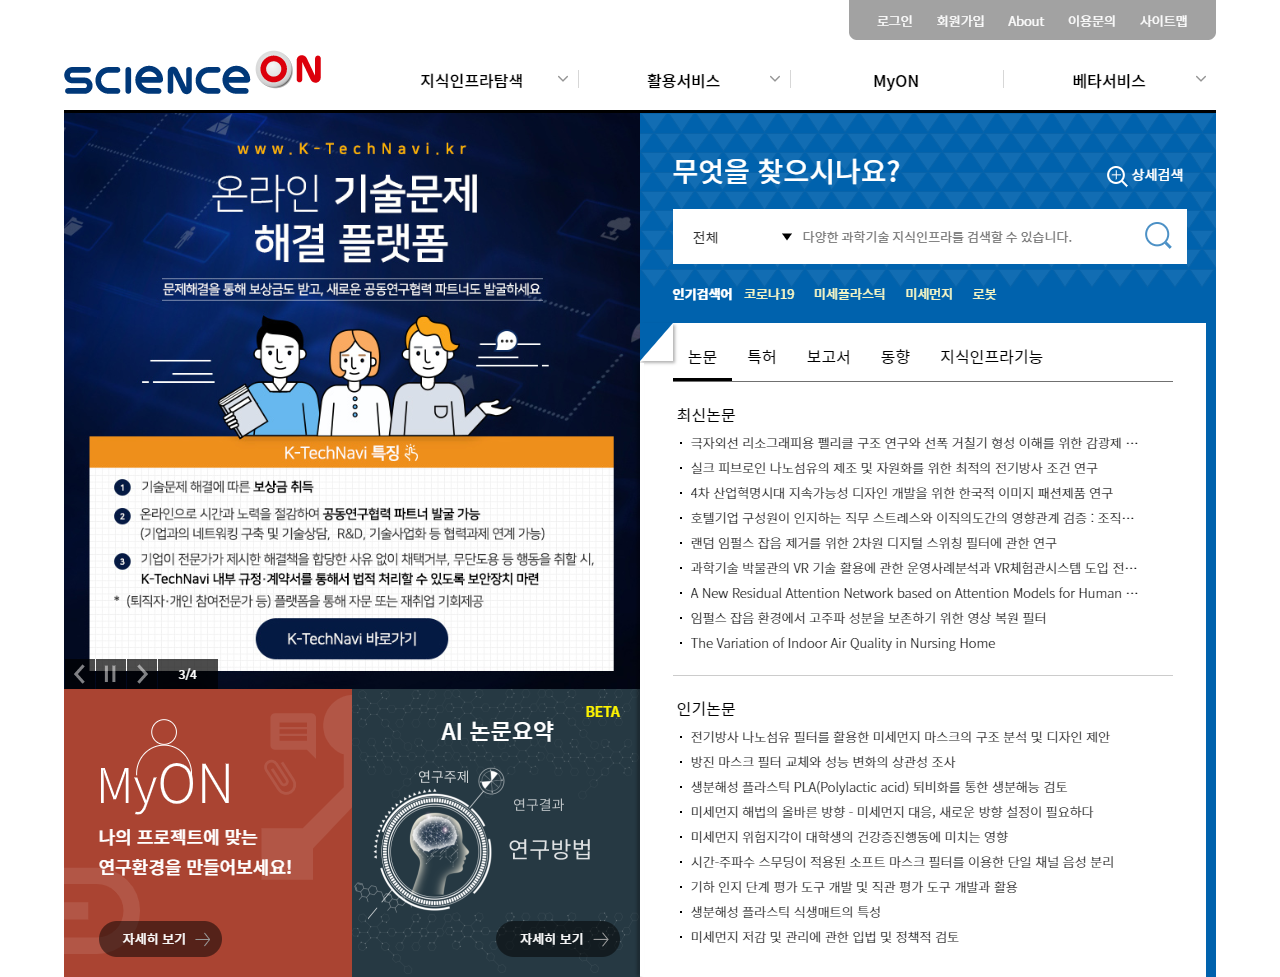 로그인 회원가입 About 이용문의 사이트맵
SCIENCE ON
지식인프라탐색 활용서비스 MyON 베타서비스
www.K-TechNavi.kr
온라인 기술문제
해결 플랫폼
문제해결을 통해 보상금도 받고, 새로운 공동연구협력 파트너도 발굴하세요
K-TechNavi 특징
1 기술문제 해결에 따른 보상금 취득
2 온라인으로 시간과 노력을 절감하여 공동연구협력 파트너 발굴 가능
(기업과의 네트워킹 구축 및 기술상담, R&D, 기술사업화 등 협력과제 연계 가능)
3 기업이 전문가가 제시한 해결책을 합당한 사유 없이 채택거부, 무단도용 등 행동을 취할 시,
K-TechNavi 내부 규정·계약서를 통해서 법적 처리할 수 있도록 보안장치 마련
* (퇴직자·개인 참여전문가 등) 플랫폼을 통해 자문 또는 재취업 기회제공
K-TechNavi 바로가기
3/4
MyON
나의 프로젝트에 맞는
연구환경을 만들어보세요!
자세히 보기
BETA
AI 논문요약
연구주제
연구결과
연구방법
자세히 보기
무엇을 찾으시나요?
상세검색
전체 다양한 과학기술 지식인프라를 검색할 수 있습니다.
인기검색어 코로나19 미세플라스틱 미세먼지 로봇
논문 특허 보고서 동향 지식인프라기능
최신논문
극자외선 리소그래피용 펠리클 구조 연구와 선폭 거칠기 형성 이해를 위한 감광제 …
실크 피브로인 나노섬유의 제조 및 자원화를 위한 최적의 전기방사 조건 연구
4차 산업혁명시대 지속가능성 디자인 개발을 위한 한국적 이미지 패션제품 연구
호텔기업 구성원이 인지하는 직무 스트레스와 이직의도간의 영향관계 검증 : 조직…
랜덤 임펄스 잡음 제거를 위한 2차원 디지털 스위칭 필터에 관한 연구
과학기술 박물관의 VR 기술 활용에 관한 운영사례분석과 VR체험관시스템 도입 전…
A New Residual Attention Network based on Attention Models for Human …
임펄스 잡음 환경에서 고주파 성분을 보존하기 위한 영상 복원 필터
The Variation of Indoor Air Quality in Nursing Home
인기논문
전기방사 나노섬유 필터를 활용한 미세먼지 마스크의 구조 분석 및 디자인 제안
방진 마스크 필터 교체와 성능 변화의 상관성 조사
생분해성 플라스틱 PLA(Polylactic acid) 퇴비화를 통한 생분해능 검토
미세먼지 해법의 올바른 방향 - 미세먼지 대응, 새로운 방향 설정이 필요하다
미세먼지 위험지각이 대학생의 건강증진행동에 미치는 영향
시간-주파수 스무딩이 적용된 소프트 마스크 필터를 이용한 단일 채널 음성 분리
기하 인지 단계 평가 도구 개발 및 직관 평가 도구 개발과 활용
생분해성 플라스틱 식생매트의 특성
미세먼지 저감 및 관리에 관한 입법 및 정책적 검토